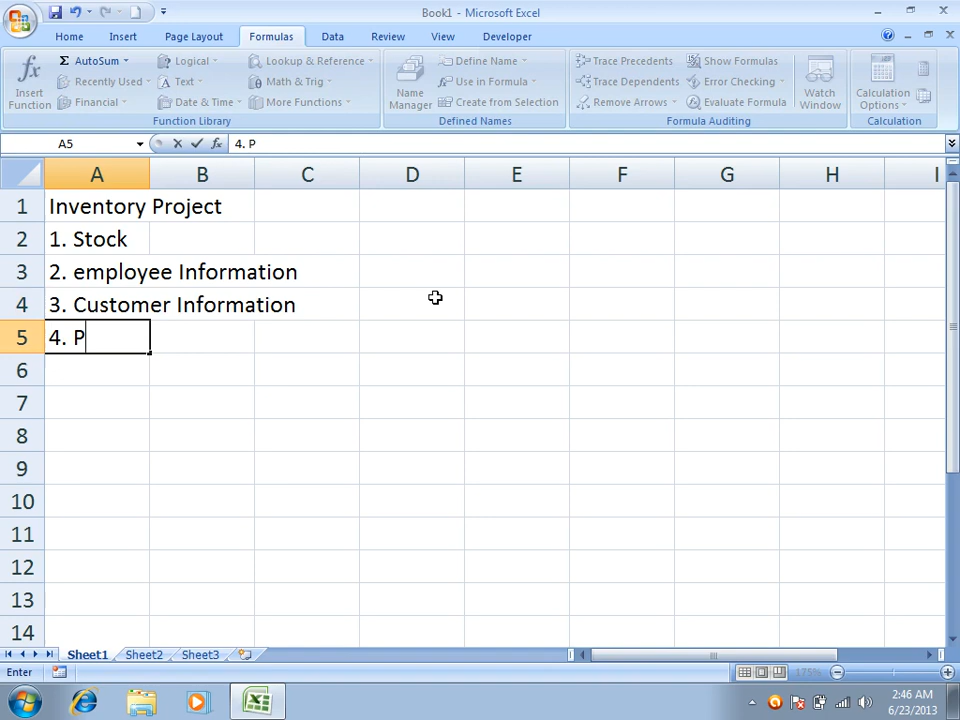 Book1 - Microsoft Excel
Home Insert Page Layout Formulas Data Review View Developer
Insert Function
Σ AutoSum
Recently Used
Financial
Logical
Text
Date & Time
Lookup & Reference
Math & Trig
More Functions
Function Library
Name Manager
Define Name
Use in Formula
Create from Selection
Defined Names
Trace Precedents
Trace Dependents
Remove Arrows
Show Formulas
Error Checking
Evaluate Formula
Formula Auditing
Watch Window
Calculation Options
Calculation
A5 fx 4. P
A B C D E F G H I
1 Inventory Project
2 1. Stock
3 2. employee Information
4 3. Customer Information
5 4. P
6
7
8
9
10
11
12
13
14
Sheet1 Sheet2 Sheet3
Enter 175%
2:46 AM
6/23/2013